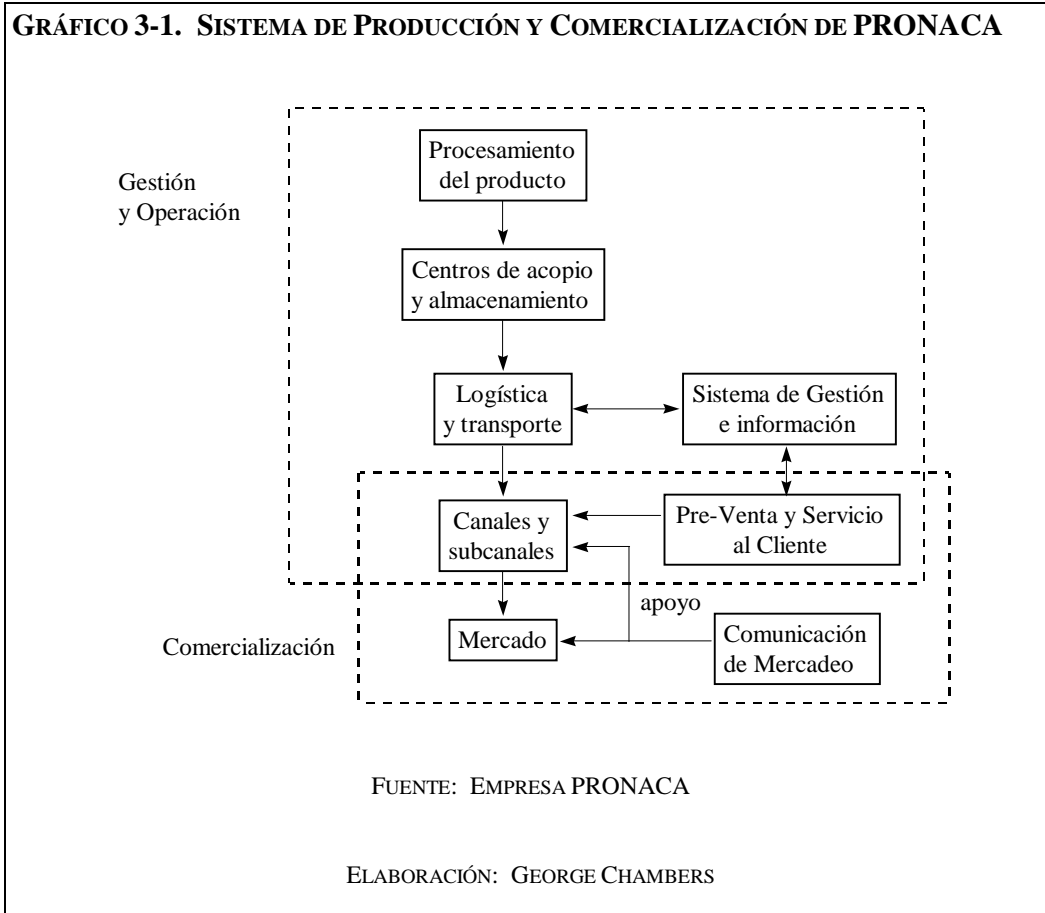 GRÁFICO 3-1. SISTEMA DE PRODUCCIÓN Y COMERCIALIZACIÓN DE PRONACA
Procesamiento
del producto
Gestión
y Operación
Centros de acopio
y almacenamiento
Logística
y transporte
Sistema de Gestión
e información
Canales y
subcanales
Pre-Venta y Servicio
al Cliente
apoyo
Comercialización
Mercado
Comunicación
de Mercadeo
FUENTE: EMPRESA PRONACA
ELABORACIÓN: GEORGE CHAMBERS